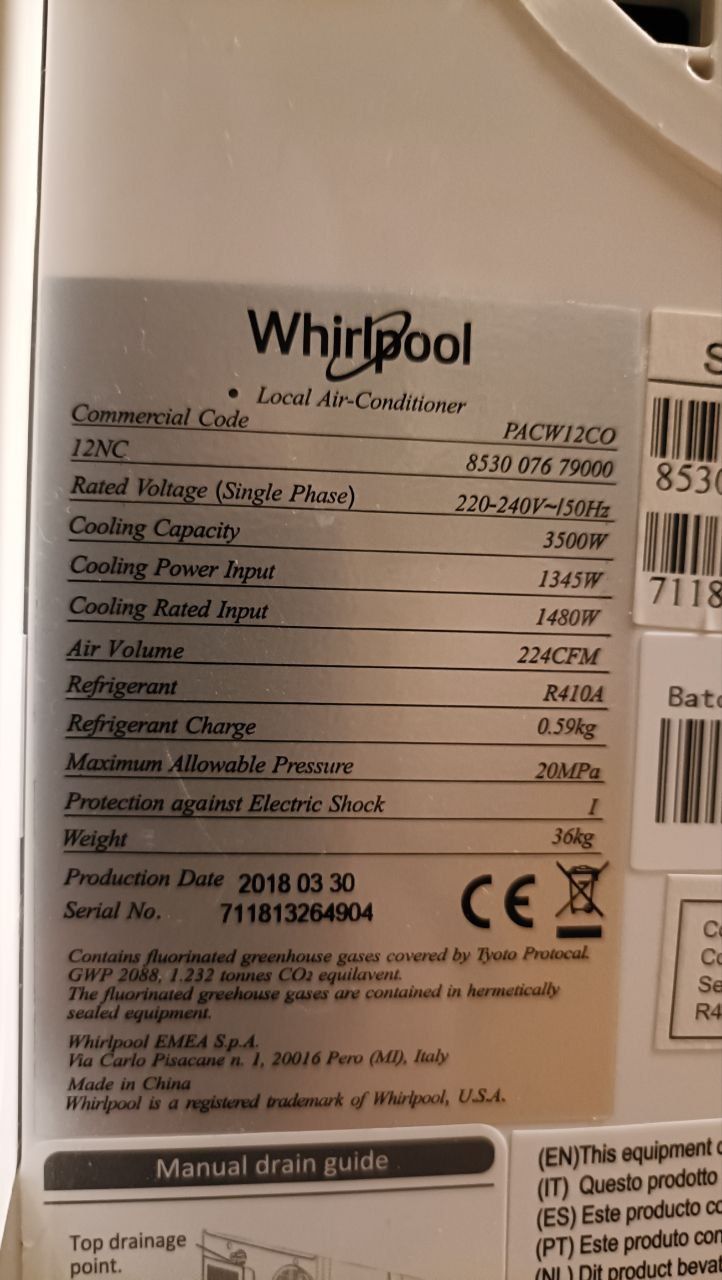 Whirlpool
• Local Air-Conditioner
Commercial Code PACW12CO
12NC 8530 076 79000
Rated Voltage (Single Phase) 220-240V~/50Hz
Cooling Capacity 3500W
Cooling Power Input 1345W
Cooling Rated Input 1480W
Air Volume 224CFM
Refrigerant R410A
Refrigerant Charge 0.59kg
Maximum Allowable Pressure 20MPa
Protection against Electric Shock I
Weight 36kg
Production Date 2018 03 30
Serial No. 711813264904
CE
Contains fluorinated greenhouse gases covered by Tyoto Protocal.
GWP 2088, 1.232 tonnes CO₂ equilavent.
The fluorinated greehouse gases are contained in hermetically
sealed equipment.
Whirlpool EMEA S.p.A.
Via Carlo Pisacane n. 1, 20016 Pero (MI), Italy
Made in China
Whirlpool is a registered trademark of Whirlpool, U.S.A.
S
853
7118
Bat
C
Se
R4
Manual drain guide
Top drainage
point.
(EN)This equipment
(IT) Questo prodotto
(ES) Este producto
(PT) Este produto
(NL) Dit product